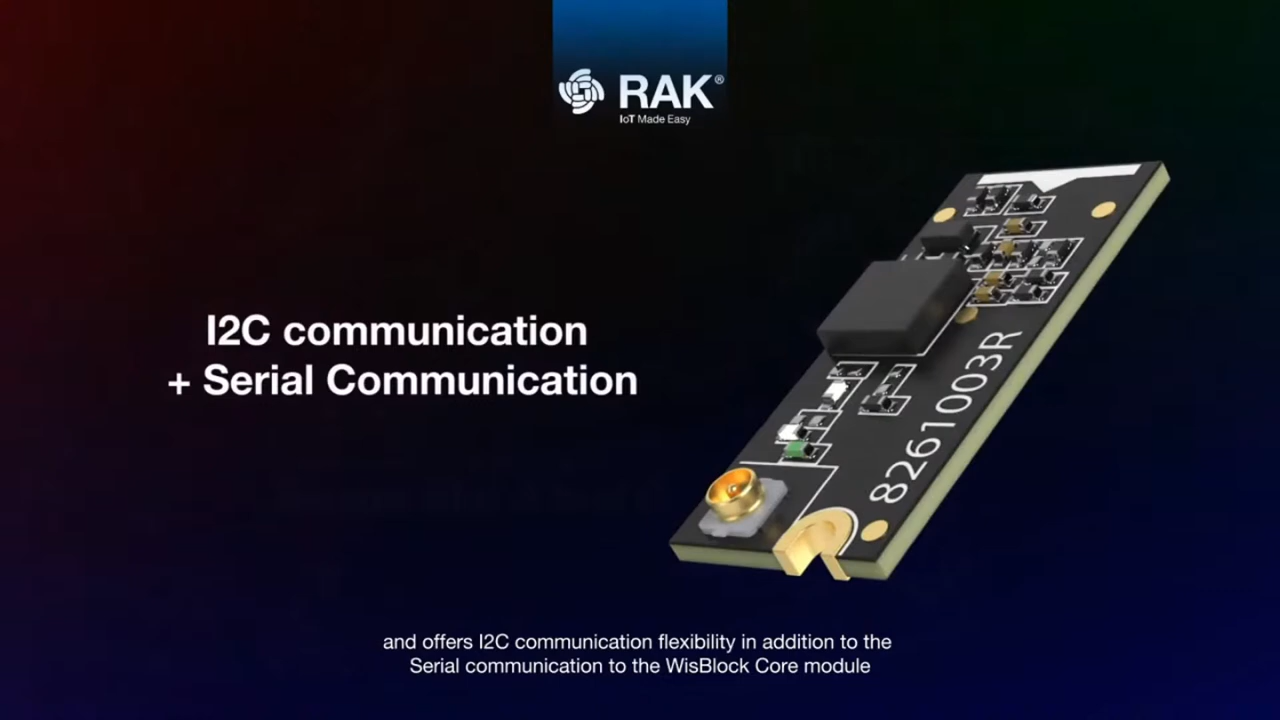 RAK®
IoT Made Easy
I2C communication
+ Serial Communication
8261003R
and offers I2C communication flexibility in addition to the
Serial communication to the WisBlock Core module